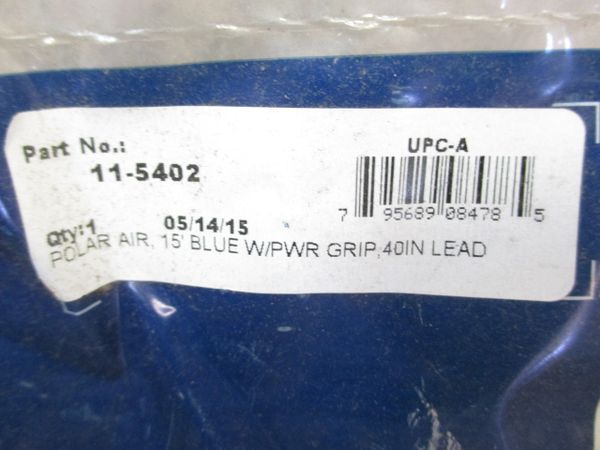 Part No.:
UPC-A
11-5402
7 95689 08478 5
Qty:1 05/14/15
POLAR AIR, 15' BLUE W/PWR GRIP,40IN LEAD